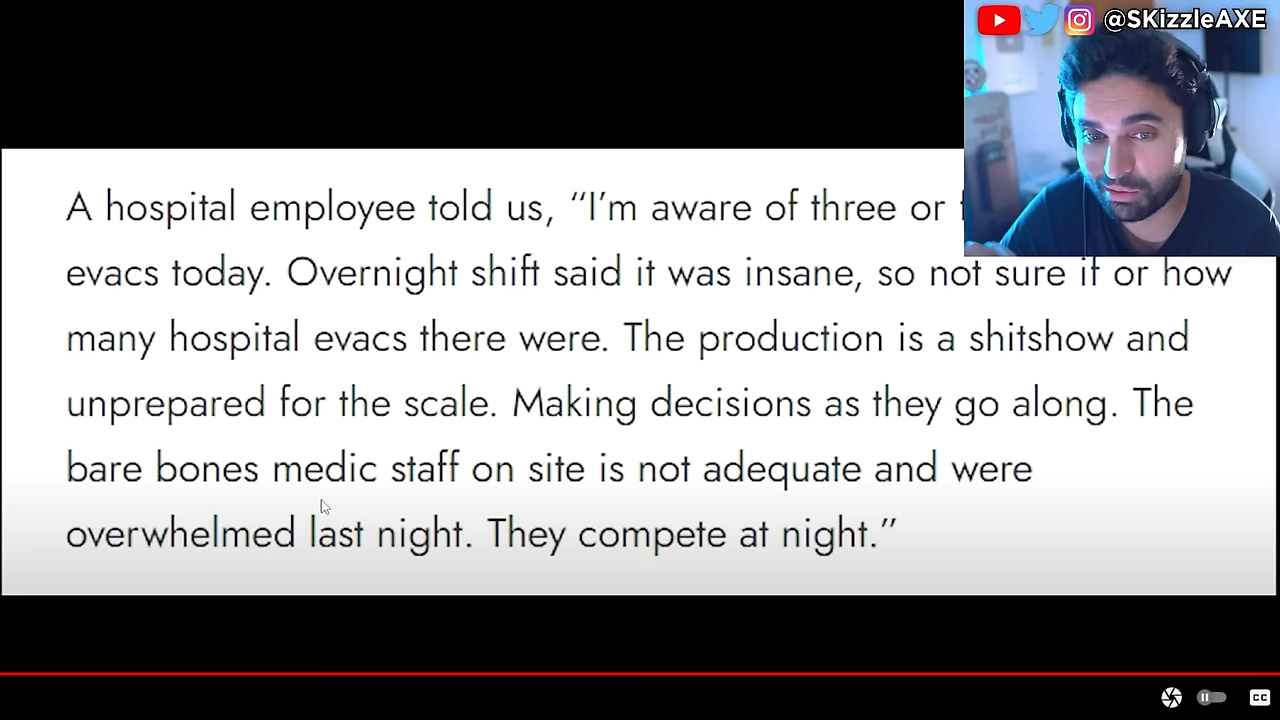 @SKizzleAXE
A hospital employee told us, “I’m aware of three or
evacs today. Overnight shift said it was insane, so not sure if or how
many hospital evacs there were. The production is a shitshow and
unprepared for the scale. Making decisions as they go along. The
bare bones medic staff on site is not adequate and were
overwhelmed last night. They compete at night.”
CC